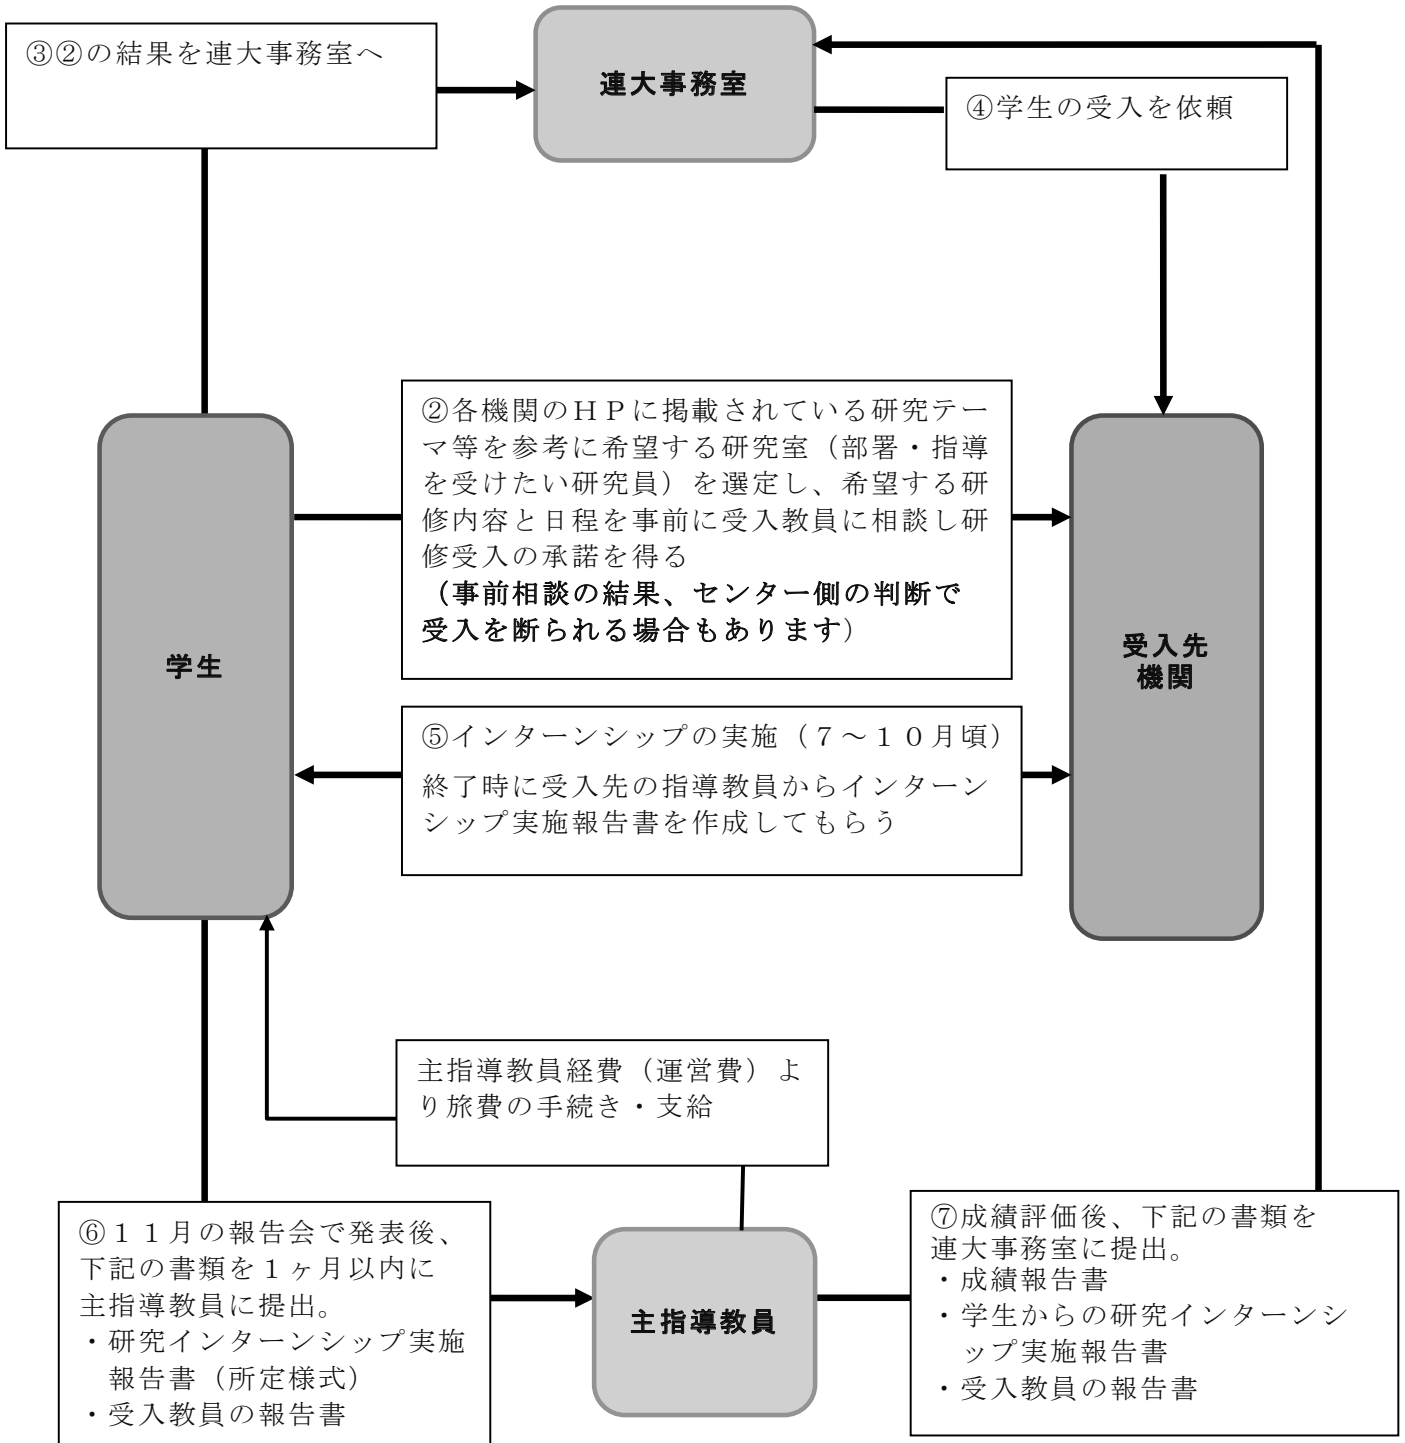 ③②の結果を連大事務室へ
連大事務室
④学生の受入を依頼
②各機関のＨＰに掲載されている研究テー
マ等を参考に希望する研究室（部署・指導
を受けたい研究員）を選定し、希望する研
修内容と日程を事前に受入教員に相談し研
修受入の承諾を得る
（事前相談の結果、センター側の判断で
受入を断られる場合もあります）
学生
受入先
機関
⑤インターンシップの実施（７～１０月頃）
終了時に受入先の指導教員からインターン
シップ実施報告書を作成してもらう
主指導教員経費（運営費）よ
り旅費の手続き・支給
⑥１１月の報告会で発表後、
下記の書類を１ヶ月以内に
主指導教員に提出。
・研究インターンシップ実施
報告書（所定様式）
・受入教員の報告書
主指導教員
⑦成績評価後、下記の書類を
連大事務室に提出。
・成績報告書
・学生からの研究インターンシ
ップ実施報告書
・受入教員の報告書